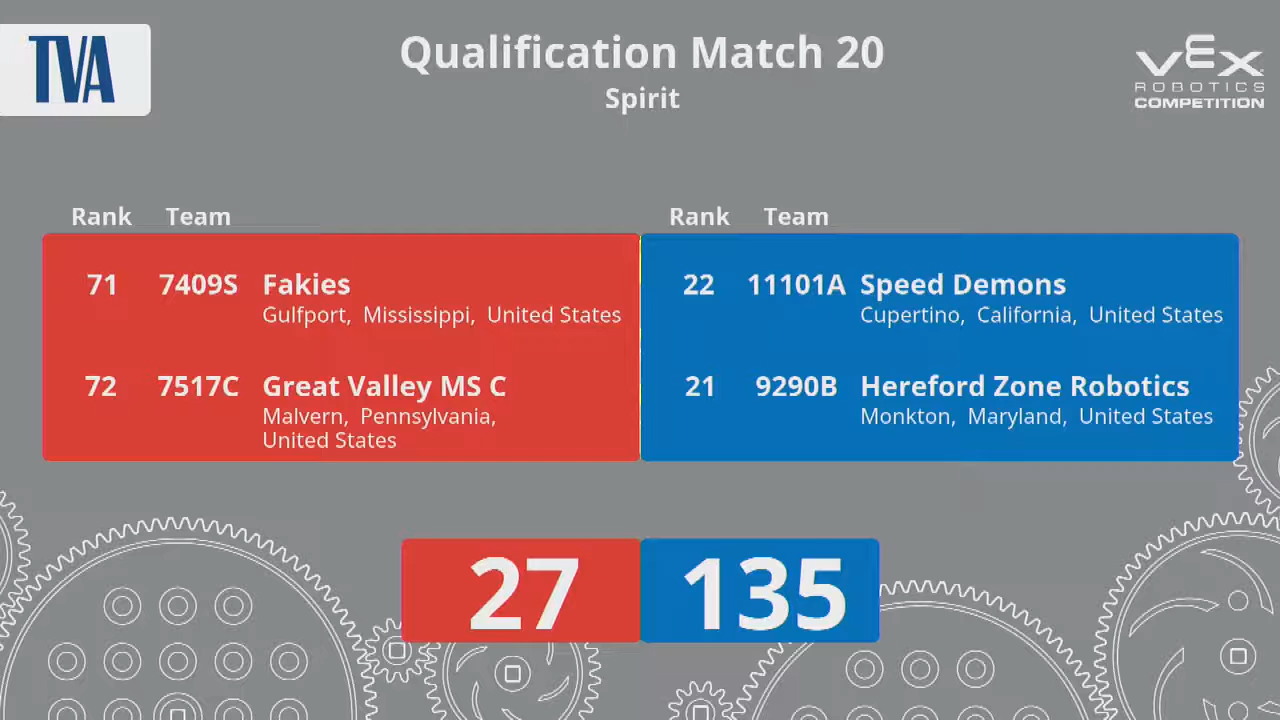 TVA
Qualification Match 20
Spirit
VEX
ROBOTICS
COMPETITION
Rank Team
71 7409S Fakies
Gulfport, Mississippi, United States
72 7517C Great Valley MS C
Malvern, Pennsylvania,
United States
Rank Team
22 11101A Speed Demons
Cupertino, California, United States
21 9290B Hereford Zone Robotics
Monkton, Maryland, United States
27 135